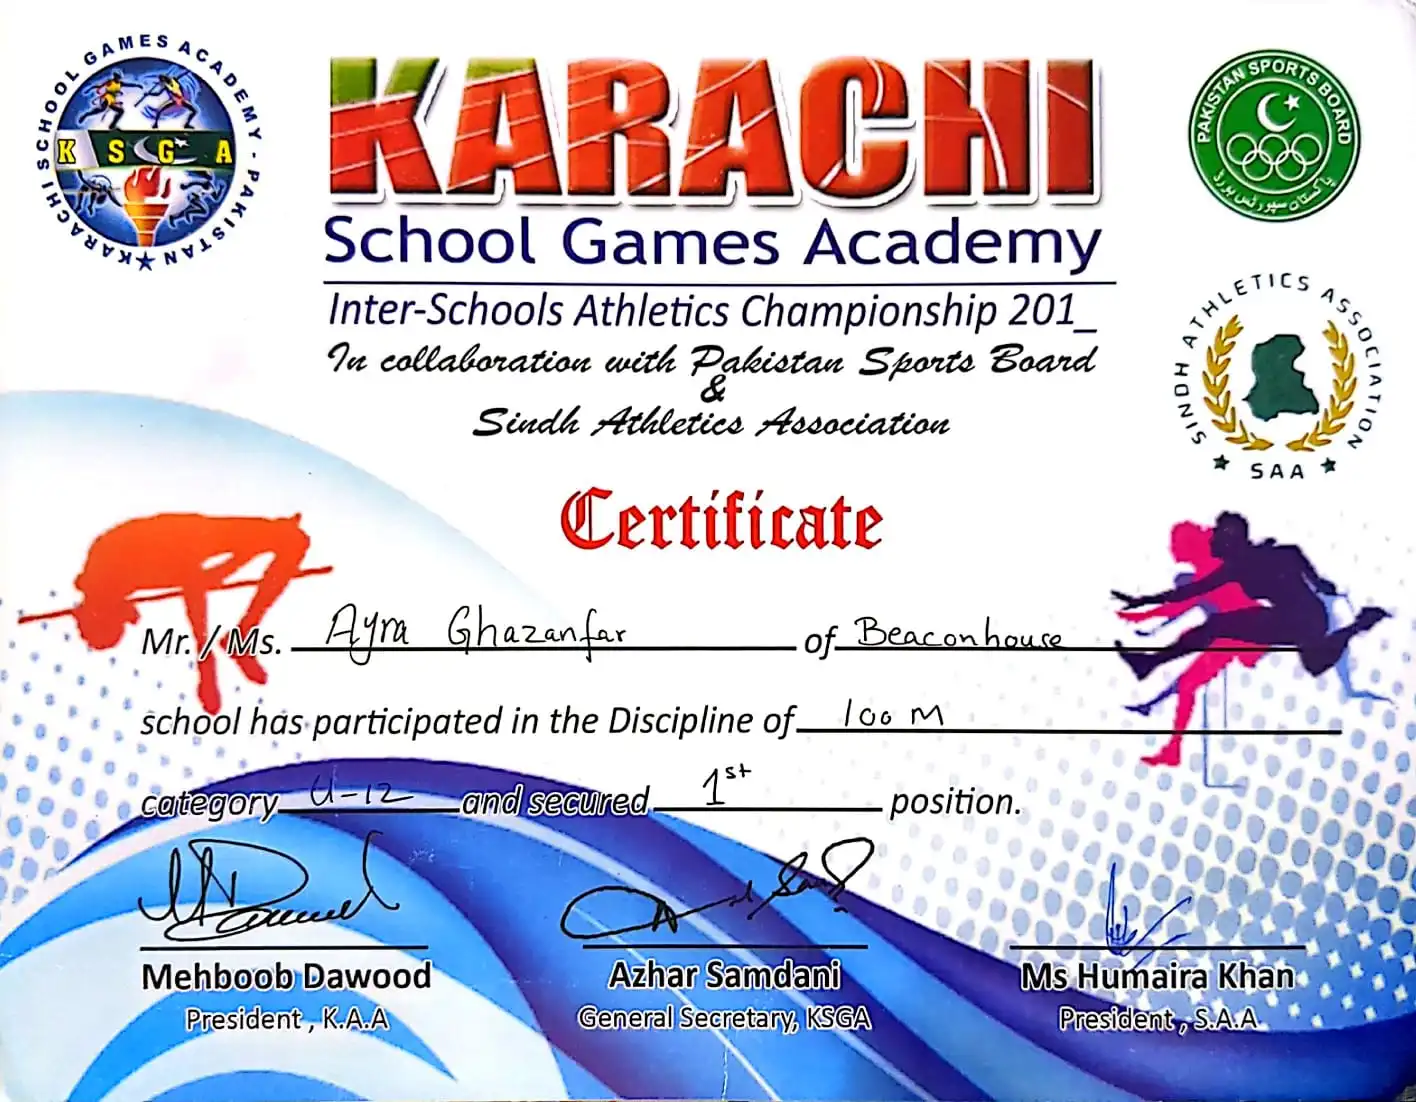 KARACHI SCHOOL GAMES ACADEMY - PAKISTAN
K S G A
KARACHI
School Games Academy
Inter-Schools Athletics Championship 201_
In collaboration with Pakistan Sports Board
&
Sindh Athletics Association
PAKISTAN SPORTS BOARD
پاکستان سپورٹس بورڈ
SINDH ATHLETICS ASSOCIATION
SAA
Certificate
Mr. / Ms. Ayra Ghazanfar of Beaconhouse
school has participated in the Discipline of 100 M
category U-12 and secured 1st position.
Mehboob Dawood
President , K.A.A
Azhar Samdani
General Secretary, KSGA
Ms Humaira Khan
President , S.A.A.